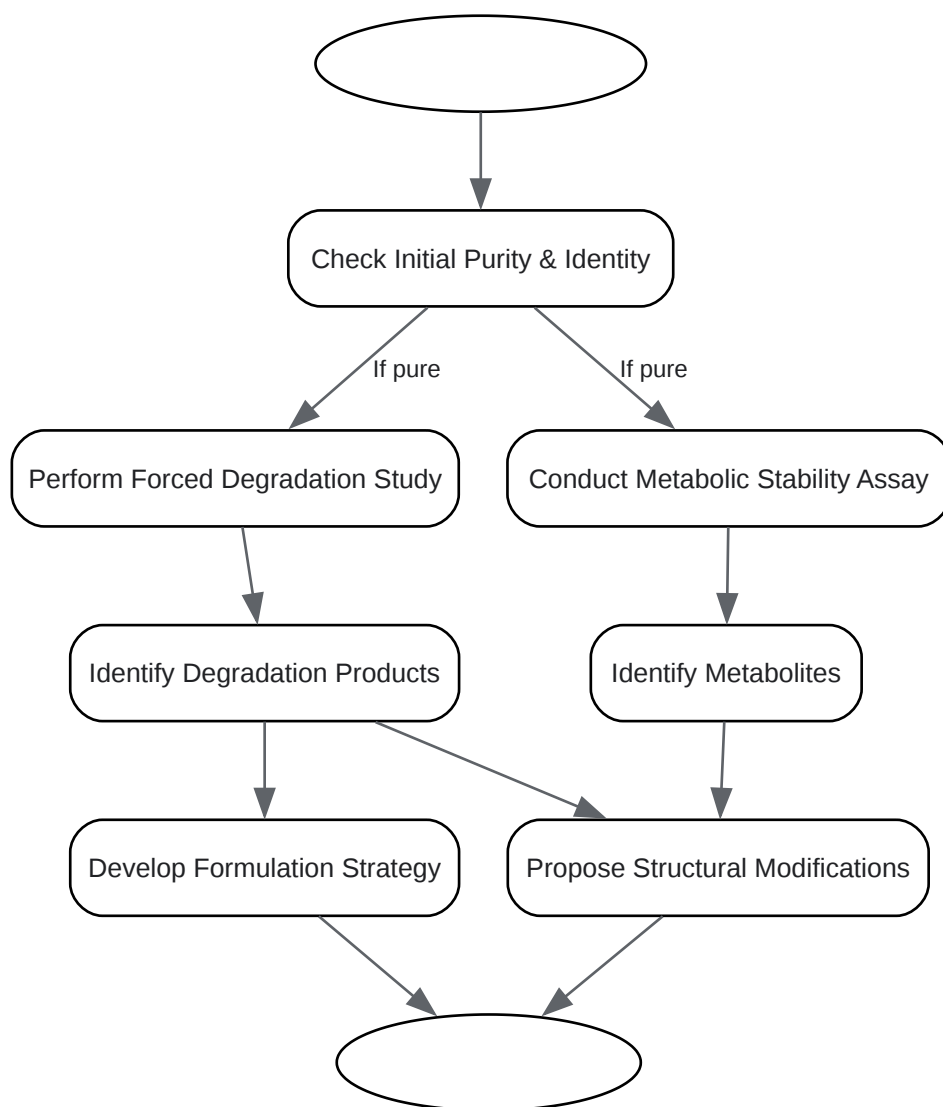 Check Initial Purity & Identity
If pure
If pure
Perform Forced Degradation Study
Conduct Metabolic Stability Assay
Identify Degradation Products
Identify Metabolites
Develop Formulation Strategy
Propose Structural Modifications